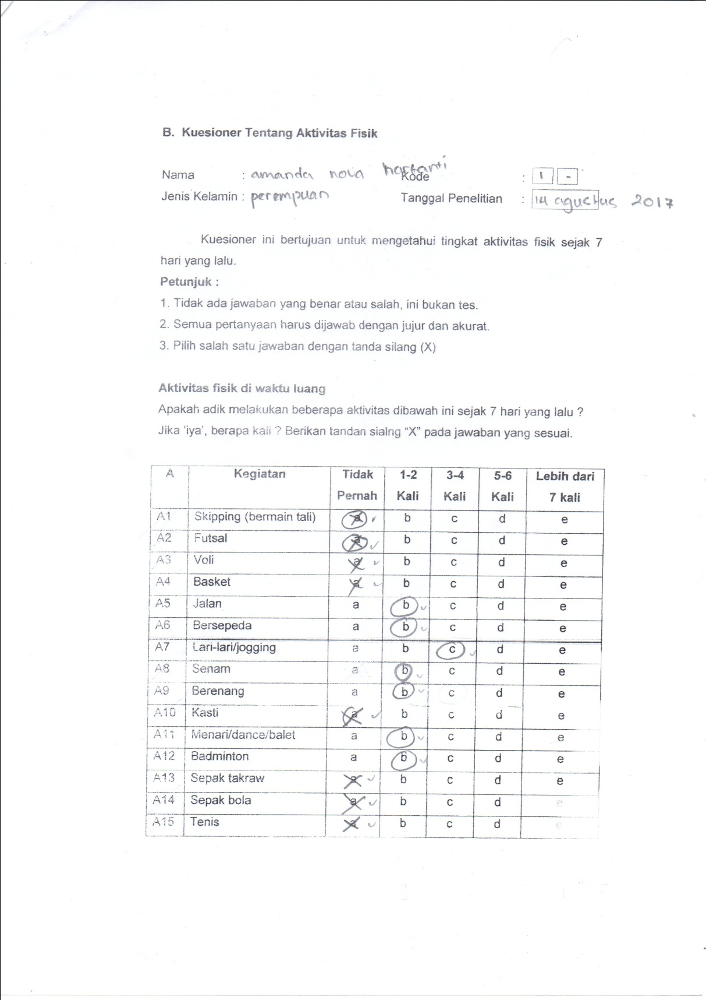 B. Kuesioner Tentang Aktivitas Fisik
Nama : amanda nova hartanti Kode : 1 -
Jenis Kelamin : perempuan Tanggal Penelitian : 14 agustus 2017
Kuesioner ini bertujuan untuk mengetahui tingkat aktivitas fisik sejak 7
hari yang lalu.
Petunjuk :
1. Tidak ada jawaban yang benar atau salah, ini bukan tes.
2. Semua pertanyaan harus dijawab dengan jujur dan akurat.
3. Pilih salah satu jawaban dengan tanda silang (X)
Aktivitas fisik di waktu luang
Apakah adik melakukan beberapa aktivitas dibawah ini sejak 7 hari yang lalu ?
Jika ‘iya’, berapa kali ? Berikan tandan sialng “X” pada jawaban yang sesuai.
A Kegiatan Tidak Pernah 1-2 Kali 3-4 Kali 5-6 Kali Lebih dari 7 kali
A1 Skipping (bermain tali) a b c d e
A2 Futsal a b c d e
A3 Voli a b c d e
A4 Basket a b c d e
A5 Jalan a b c d e
A6 Bersepeda a b c d e
A7 Lari-lari/jogging a b c d e
A8 Senam a b c d e
A9 Berenang a b c d e
A10 Kasti a b c d e
A11 Menari/dance/balet a b c d e
A12 Badminton a b c d e
A13 Sepak takraw a b c d e
A14 Sepak bola a b c d e
A15 Tenis a b c d e